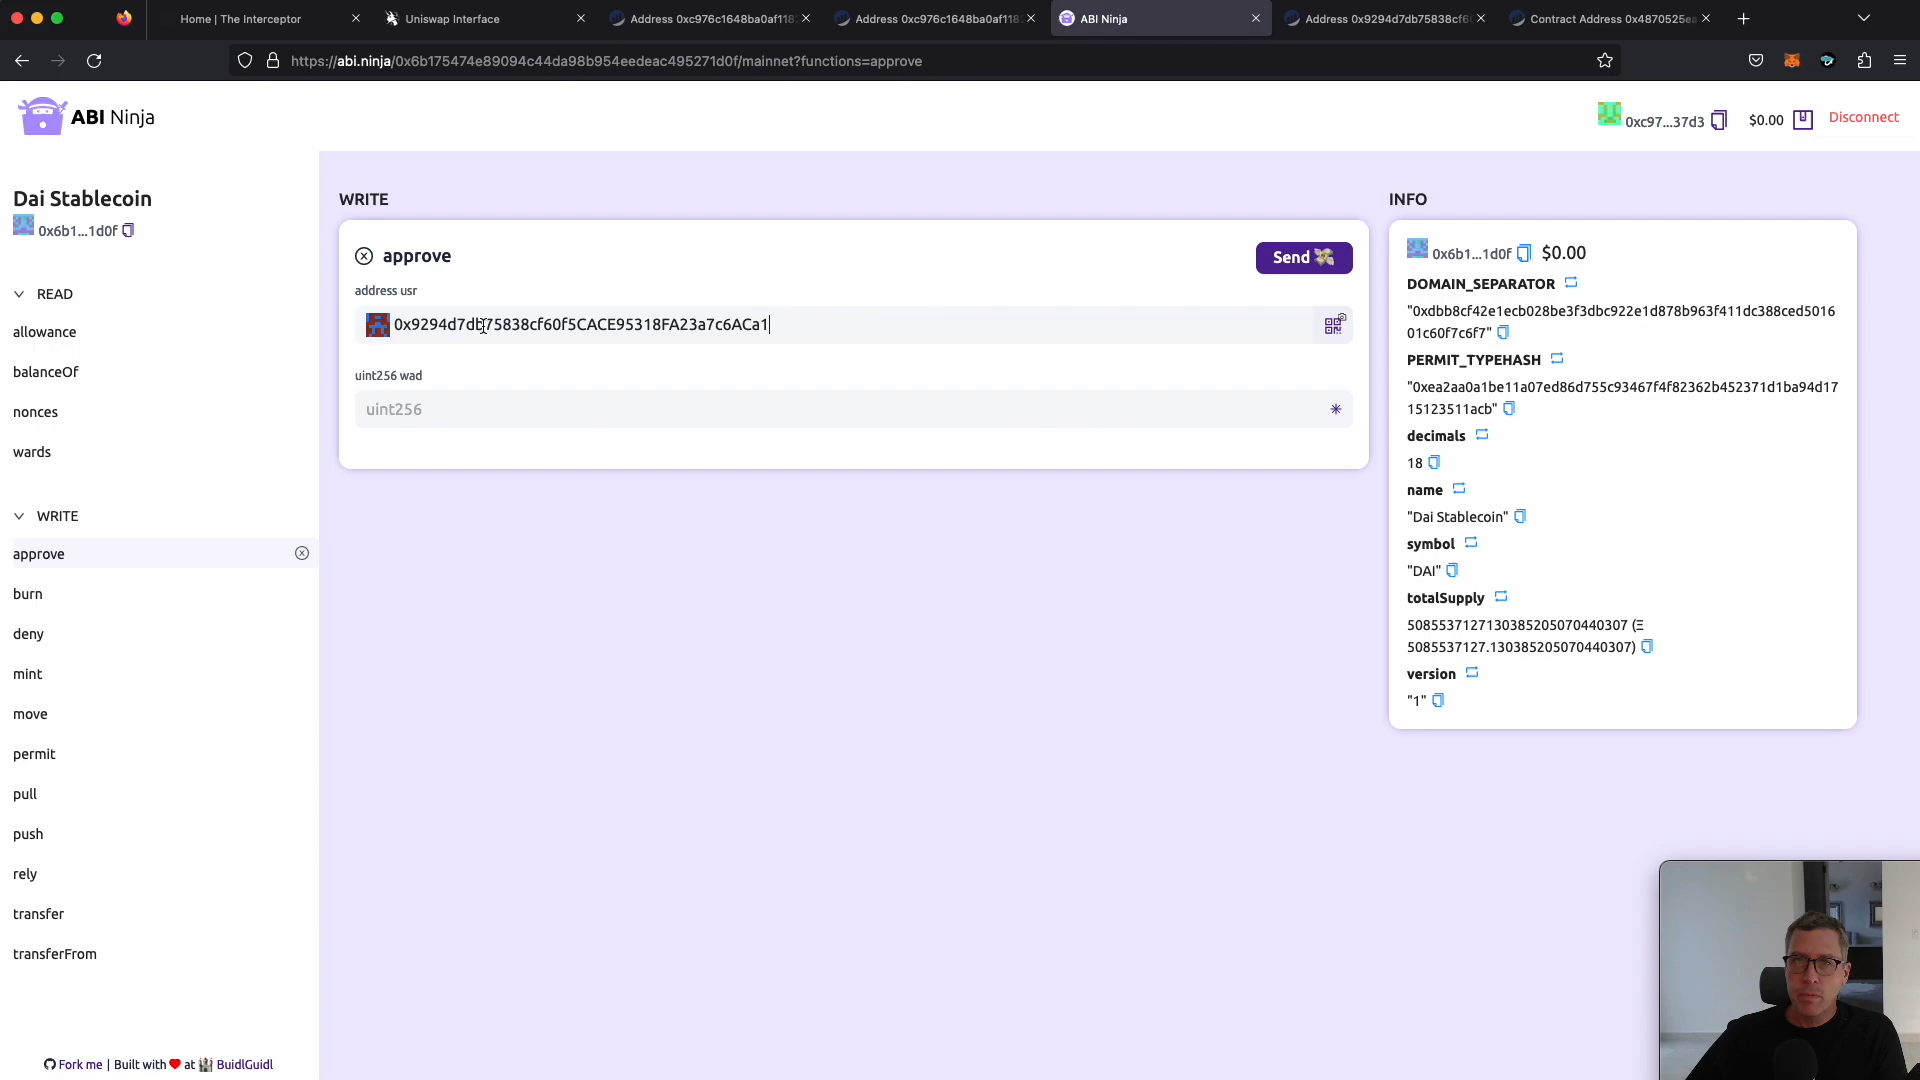 Home | The Interceptor
Uniswap Interface
Address 0xc976c1648ba0af118
Address 0xc976c1648ba0af118
ABI Ninja
Address 0x9294d7db75838cf60
Contract Address 0x4870525ea
https://abi.ninja/0x6b175474e89094c44da98b954eedeac495271d0f/mainnet?functions=approve
ABI Ninja
0xc97...37d3
$0.00
Disconnect
Dai Stablecoin
0x6b1...1d0f
READ
allowance
balanceOf
nonces
wards
WRITE
approve
burn
deny
mint
move
permit
pull
push
rely
transfer
transferFrom
Fork me | Built with at BuidlGuidl
WRITE
approve
Send
address usr
0x9294d7db75838cf60f5CACE95318FA23a7c6ACa1
uint256 wad
uint256
INFO
0x6b1...1d0f $0.00
DOMAIN_SEPARATOR
"0xdbb8cf42e1ecb028be3f3dbc922e1d878b963f411dc388ced5016
01c60f7c6f7"
PERMIT_TYPEHASH
"0xea2aa0a1be11a07ed86d755c93467f4f82362b452371d1ba94d17
15123511acb"
decimals
18
name
"Dai Stablecoin"
symbol
"DAI"
totalSupply
5085537127130385205070440307 (Ξ
5085537127.130385205070440307)
version
"1"